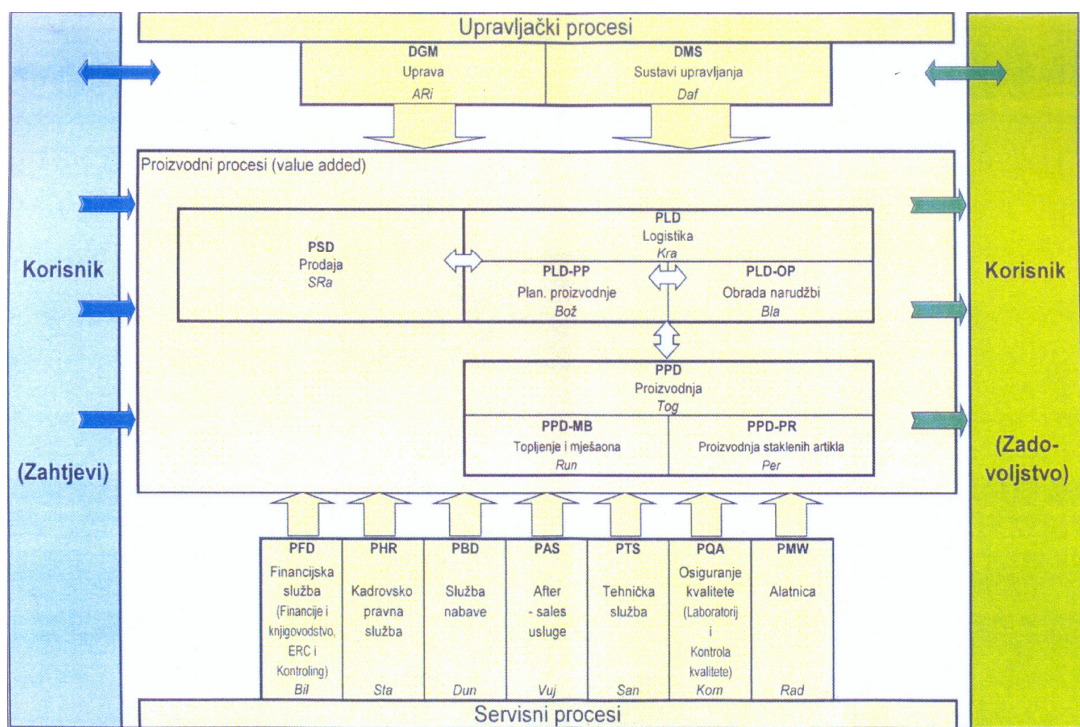 Upravljački procesi
DGM
Uprava
ARi
DMS
Sustavi upravljanja
Daf
Proizvodni procesi (value added)
PSD
Prodaja
SRa
PLD
Logistika
Kra
PLD-PP
Plan. proizvodnje
Bož
PLD-OP
Obrada narudžbi
Bla
PPD
Proizvodnja
Tog
PPD-MB
Topljenje i mješaona
Run
PPD-PR
Proizvodnja staklenih artikla
Per
Korisnik
(Zahtjevi)
Korisnik
(Zado-
voljstvo)
PFD
Financijska
služba
(Financije i
knjigovodstvo,
ERC i
Kontroling)
Bil
PHR
Kadrovsko
pravna
služba
Sta
PBD
Služba
nabave
Dun
PAS
After
- sales
usluge
Vuj
PTS
Tehnička
služba
San
PQA
Osiguranje
kvalitete
(Laboratorij
i
Kontrola
kvalitete)
Kom
PMW
Alatnica
Rad
Servisni procesi